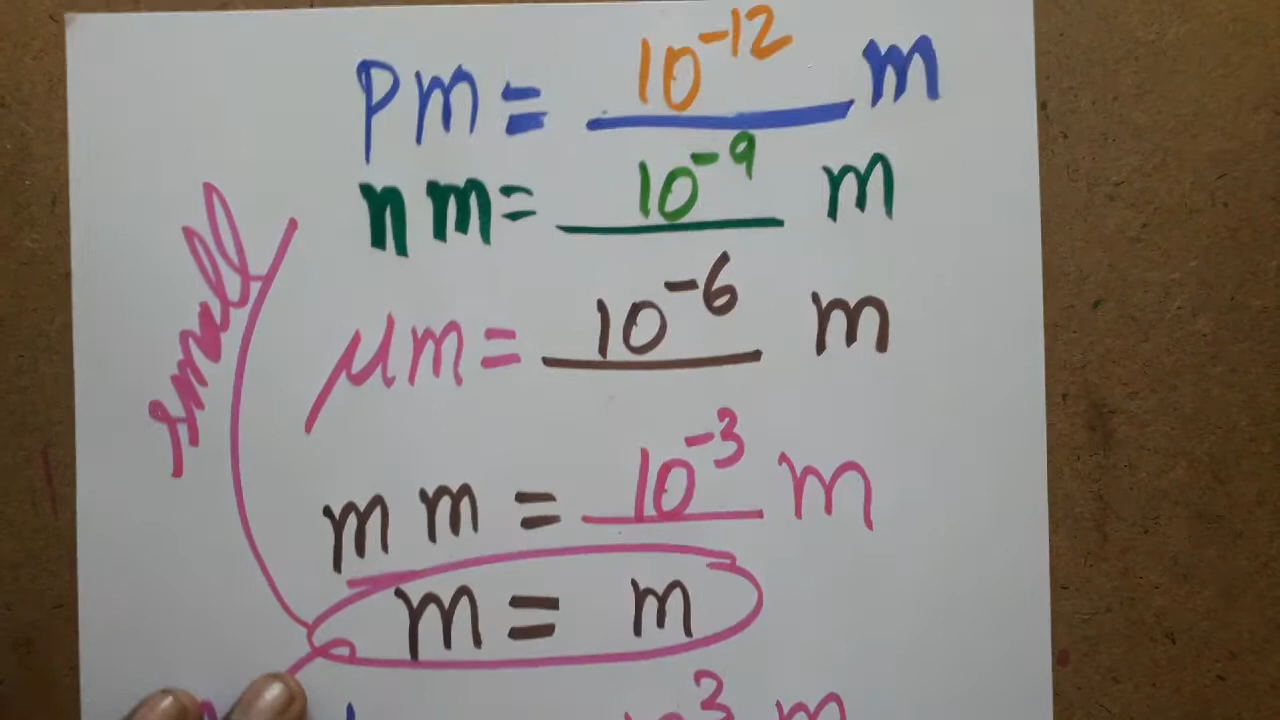 pm = 10⁻¹² m
nm = 10⁻⁹ m
small
μm = 10⁻⁶ m
mm = 10⁻³ m
m = m